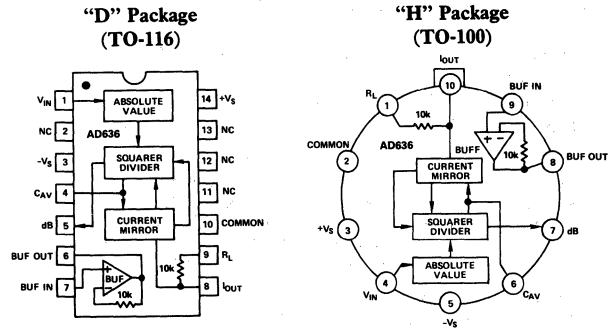 “D” Package
(TO-116)
V_IN 1
NC 2
-V_S 3
C_AV 4
dB 5
BUF OUT 6
BUF IN 7
14 +V_S
13 NC
12 NC
11 NC
10 COMMON
9 R_L
8 I_OUT
ABSOLUTE
VALUE
AD636
SQUARER
DIVIDER
CURRENT
MIRROR
10k
BUF
+
-
10k
“H” Package
(TO-100)
I_OUT
10
R_L
1
BUF IN
9
10k
AD636
BUFF
+ -
10k
8 BUF OUT
COMMON
2
CURRENT
MIRROR
+V_S
3
SQUARER
DIVIDER
7 dB
ABSOLUTE
VALUE
4
V_IN
6
C_AV
5
-V_S